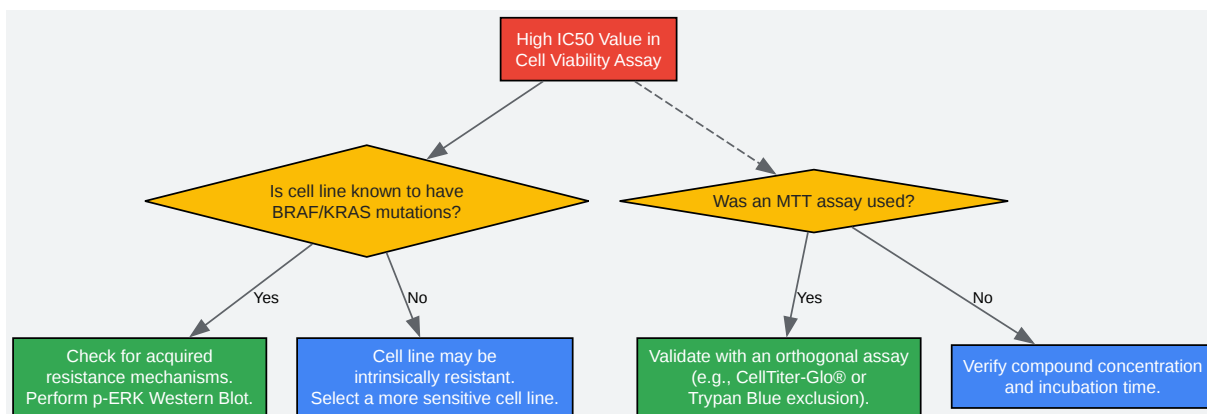 High IC50 Value in
Cell Viability Assay
Is cell line known to have
BRAF/KRAS mutations?
Was an MTT assay used?
Yes
No
Yes
No
Check for acquired
resistance mechanisms.
Perform p-ERK Western Blot.
Cell line may be
intrinsically resistant.
Select a more sensitive cell line.
Validate with an orthogonal assay
(e.g., CellTiter-Glo® or
Trypan Blue exclusion).
Verify compound concentration
and incubation time.